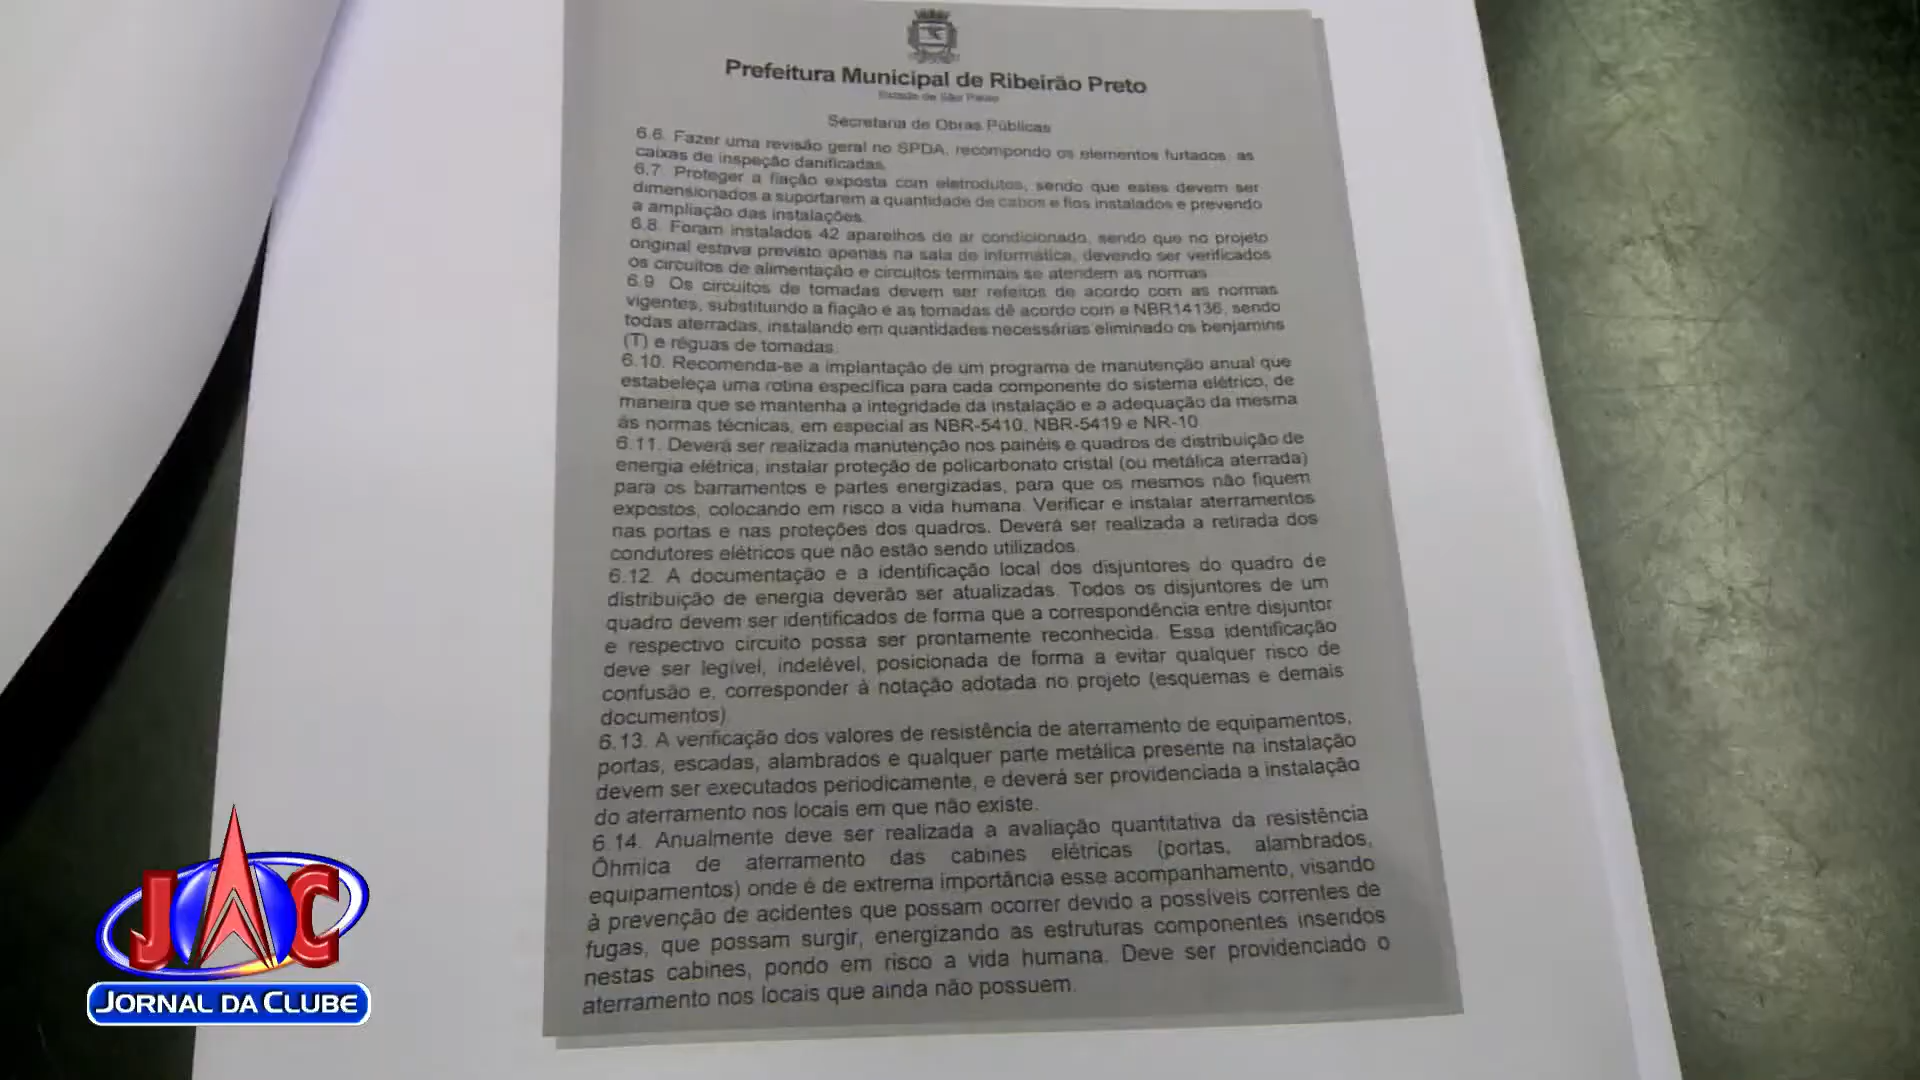 Prefeitura Municipal de Ribeirão Preto
Estado de São Paulo
Secretaria de Obras Públicas
6.6. Fazer uma revisão geral no SPDA, recompondo os elementos furtados, as
caixas de inspeção danificadas.
6.7. Proteger a fiação exposta com eletrodutos, sendo que estes devem ser
dimensionados a suportarem a quantidade de cabos e fios instalados e prevendo
a ampliação das instalações.
6.8. Foram instalados 42 aparelhos de ar condicionado, sendo que no projeto
original estava previsto apenas na sala de informática, devendo ser verificados
os circuitos de alimentação e circuitos terminais se atendem as normas.
6.9 Os circuitos de tomadas devem ser refeitos de acordo com as normas
vigentes, substituindo a fiação e as tomadas dê acordo com a NBR14136, sendo
todas aterradas, instalando em quantidades necessárias eliminado os benjamins
(T) e réguas de tomadas.
6.10. Recomenda-se a implantação de um programa de manutenção anual que
estabeleça uma rotina específica para cada componente do sistema elétrico, de
maneira que se mantenha a integridade da instalação e a adequação da mesma
ás normas técnicas, em especial as NBR-5410, NBR-5419 e NR-10.
6.11. Deverá ser realizada manutenção nos painéis e quadros de distribuição de
energia elétrica, instalar proteção de policarbonato cristal (ou metálica aterrada)
para os barramentos e partes energizadas, para que os mesmos não fiquem
expostos, colocando em risco a vida humana. Verificar e instalar aterramentos
nas portas e nas proteções dos quadros. Deverá ser realizada a retirada dos
condutores elétricos que não estão sendo utilizados.
6.12. A documentação e a identificação local dos disjuntores do quadro de
distribuição de energia deverão ser atualizadas. Todos os disjuntores de um
quadro devem ser identificados de forma que a correspondência entre disjuntor
e respectivo circuito possa ser prontamente reconhecida. Essa identificação
deve ser legível, indelével, posicionada de forma a evitar qualquer risco de
confusão e, corresponder à notação adotada no projeto (esquemas e demais
documentos).
6.13. A verificação dos valores de resistência de aterramento de equipamentos,
portas, escadas, alambrados e qualquer parte metálica presente na instalação
devem ser executados periodicamente, e deverá ser providenciada a instalação
do aterramento nos locais em que não existe.
6.14. Anualmente deve ser realizada a avaliação quantitativa da resistência
Ôhmica de aterramento das cabines elétricas (portas, alambrados,
equipamentos) onde é de extrema importância esse acompanhamento, visando
à prevenção de acidentes que possam ocorrer devido a possíveis correntes de
fugas, que possam surgir, energizando as estruturas componentes inseridos
nestas cabines, pondo em risco a vida humana. Deve ser providenciado o
aterramento nos locais que ainda não possuem.
JAC
JORNAL DA CLUBE